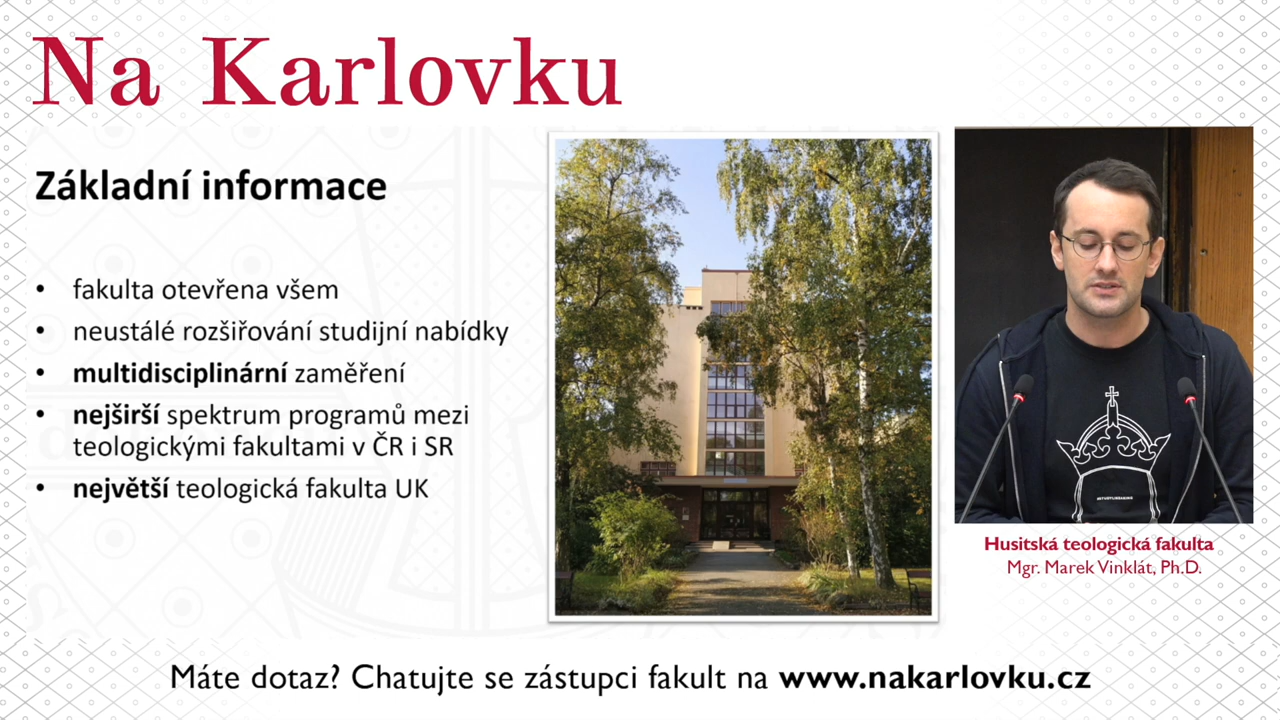 Na Karlovku
Základní informace
• fakulta otevřena všem
• neustálé rozšiřování studijní nabídky
• multidisciplinární zaměření
• nejširší spektrum programů mezi
teologickými fakultami v ČR i SR
• největší teologická fakulta UK
Husitská teologická fakulta
Mgr. Marek Vinklát, Ph.D.
Máte dotaz? Chatujte se zástupci fakult na www.nakarlovku.cz